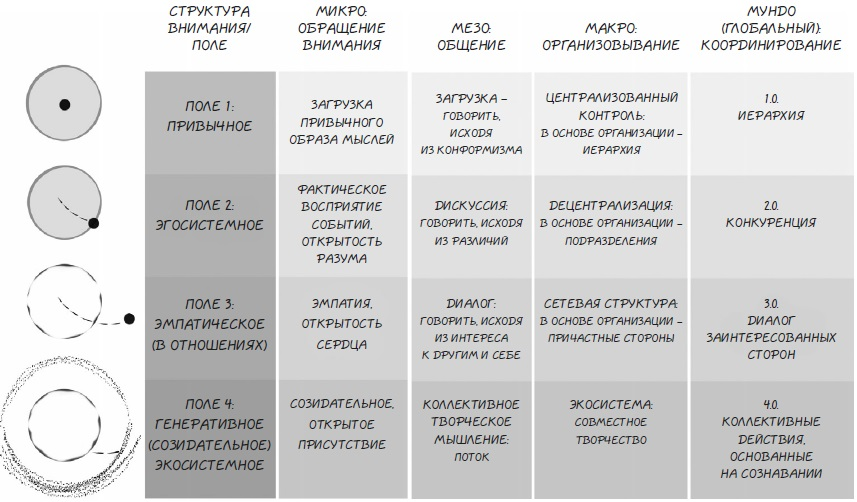 СТРУКТУРА
ВНИМАНИЯ/
ПОЛЕ
МИКРО:
ОБРАЩЕНИЕ
ВНИМАНИЯ
МЕЗО:
ОБЩЕНИЕ
МАКРО:
ОРГАНИЗОВЫВАНИЕ
МУНДО
(ГЛОБАЛЬНЫЙ):
КООРДИНИРОВАНИЕ
ПОЛЕ 1:
ПРИВЫЧНОЕ
ЗАГРУЗКА
ПРИВЫЧНОГО
ОБРАЗА МЫСЛЕЙ
ЗАГРУЗКА –
ГОВОРИТЬ,
ИСХОДЯ
ИЗ КОНФОРМИЗМА
ЦЕНТРАЛИЗОВАННЫЙ
КОНТРОЛЬ:
В ОСНОВЕ ОРГАНИЗАЦИИ –
ИЕРАРХИЯ
1.0.
ИЕРАРХИЯ
ПОЛЕ 2:
ЭГОСИСТЕМНОЕ
ФАКТИЧЕСКОЕ
ВОСПРИЯТИЕ
СОБЫТИЙ,
ОТКРЫТОСТЬ
РАЗУМА
ДИСКУССИЯ:
ГОВОРИТЬ, ИСХОДЯ
ИЗ РАЗЛИЧИЙ
ДЕЦЕНТРАЛИЗАЦИЯ:
В ОСНОВЕ ОРГАНИЗАЦИИ –
ПОДРАЗДЕЛЕНИЯ
2.0.
КОНКУРЕНЦИЯ
ПОЛЕ 3:
ЭМПАТИЧЕСКОЕ
(В ОТНОШЕНИЯХ)
ЭМПАТИЯ,
ОТКРЫТОСТЬ
СЕРДЦА
ДИАЛОГ:
ГОВОРИТЬ, ИСХОДЯ
ИЗ ИНТЕРЕСА
К ДРУГИМ И СЕБЕ
СЕТЕВАЯ СТРУКТУРА:
В ОСНОВЕ ОРГАНИЗАЦИИ –
ПРИЧАСТНЫЕ СТОРОНЫ
3.0.
ДИАЛОГ
ЗАИНТЕРЕСОВАННЫХ
СТОРОН
ПОЛЕ 4:
ГЕНЕРАТИВНОЕ
(СОЗИДАТЕЛЬНОЕ)
ЭКОСИСТЕМНОЕ
СОЗИДАТЕЛЬНОЕ,
ОТКРЫТОЕ
ПРИСУТСТВИЕ
КОЛЛЕКТИВНОЕ
ТВОРЧЕСКОЕ
МЫШЛЕНИЕ:
ПОТОК
ЭКОСИСТЕМА:
СОВМЕСТНОЕ
ТВОРЧЕСТВО
4.0.
КОЛЛЕКТИВНЫЕ
ДЕЙСТВИЯ,
ОСНОВАННЫЕ
НА СОЗНАВАНИИ